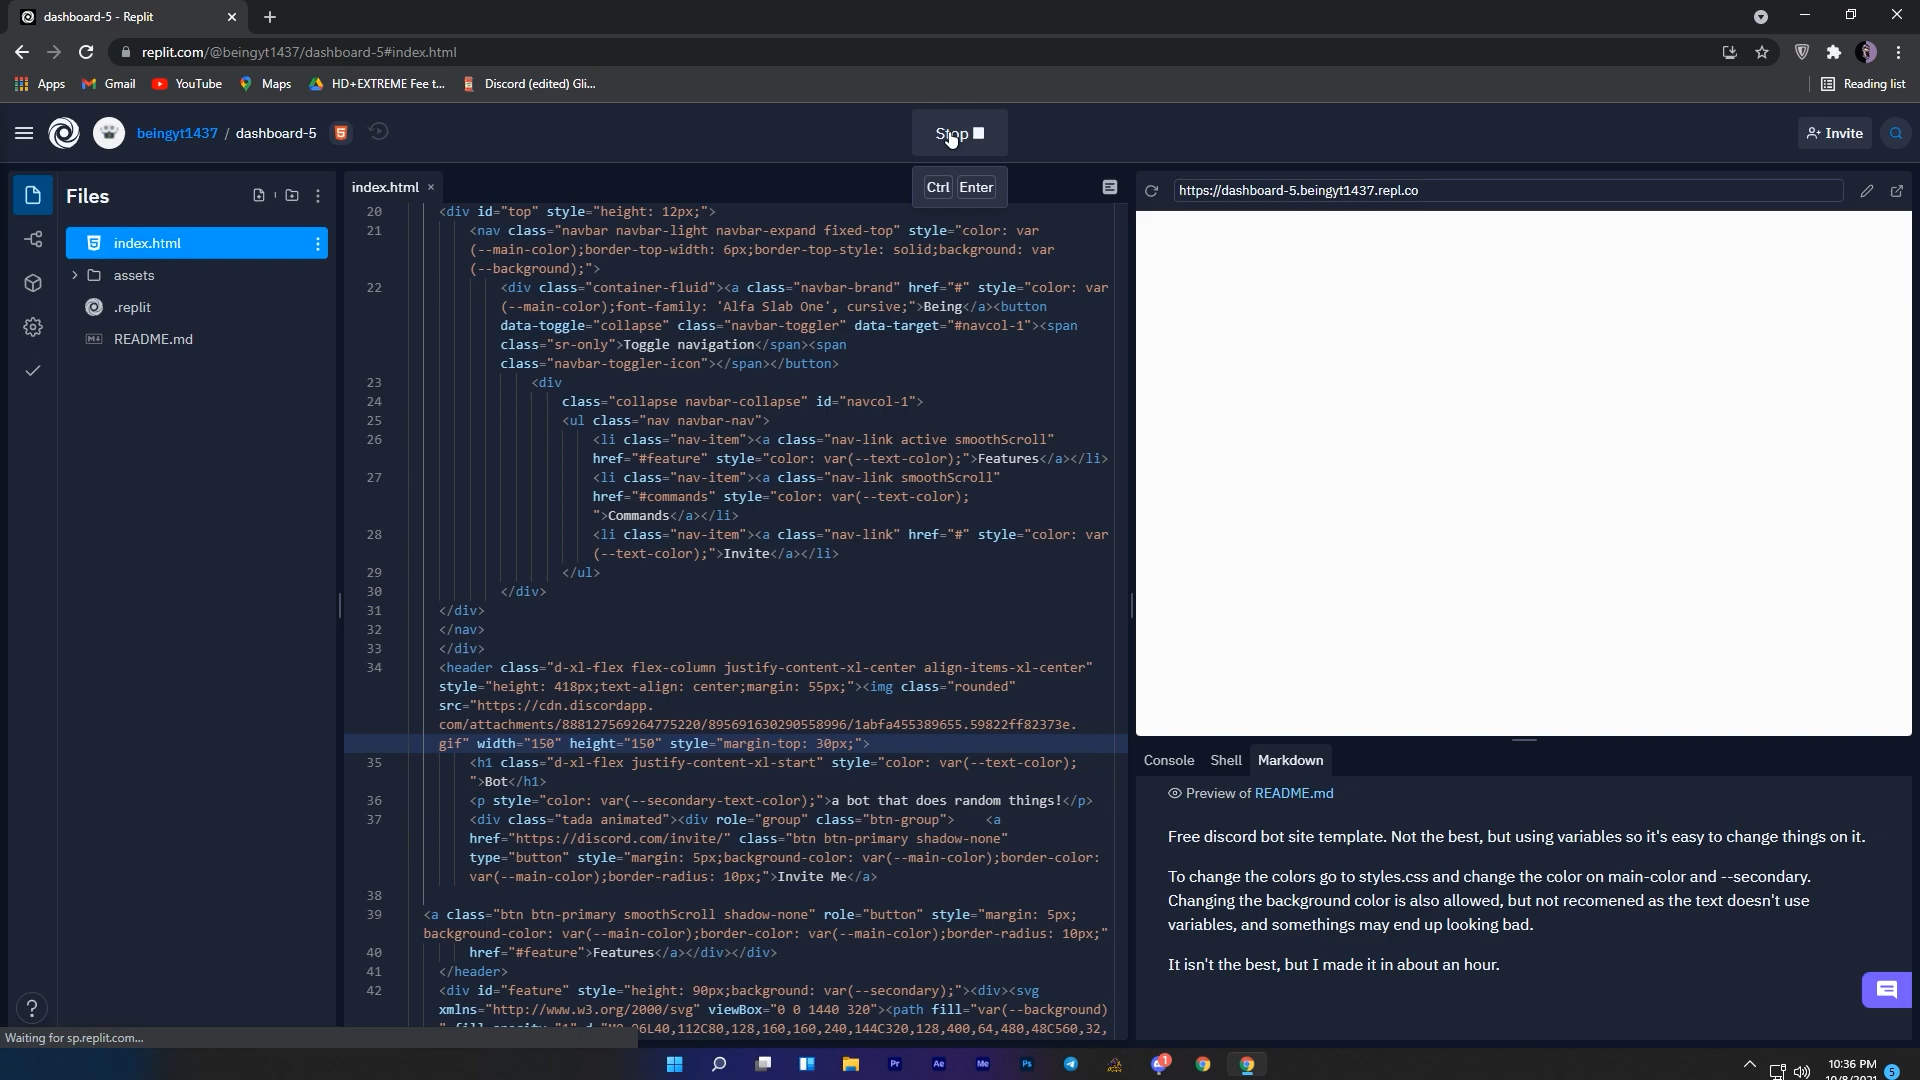 dashboard-5 - Replit
replit.com/@beingyt1437/dashboard-5#index.html
Apps Gmail YouTube Maps HD+EXTREME Fee t... Discord (edited) Gli... Reading list
beingyt1437 / dashboard-5 Stop Invite
Ctrl Enter
Files
index.html
assets
.replit
README.md
index.html
20 <div id="top" style="height: 12px;">
21 <nav class="navbar navbar-light navbar-expand fixed-top" style="color: var
(--main-color);border-top-width: 6px;border-top-style: solid;background: var
(--background);">
22 <div class="container-fluid"><a class="navbar-brand" href="#" style="color: var
(--main-color);font-family: 'Alfa Slab One', cursive;">Being</a><button
data-toggle="collapse" class="navbar-toggler" data-target="#navcol-1"><span
class="sr-only">Toggle navigation</span><span
class="navbar-toggler-icon"></span></button>
23 <div
24 class="collapse navbar-collapse" id="navcol-1">
25 <ul class="nav navbar-nav">
26 <li class="nav-item"><a class="nav-link active smoothScroll"
href="#feature" style="color: var(--text-color);">Features</a></li>
27 <li class="nav-item"><a class="nav-link smoothScroll"
href="#commands" style="color: var(--text-color);
">Commands</a></li>
28 <li class="nav-item"><a class="nav-link" href="#" style="color: var
(--text-color);">Invite</a></li>
29 </ul>
30 </div>
31 </div>
32 </nav>
33 </div>
34 <header class="d-xl-flex flex-column justify-content-xl-center align-items-xl-center"
style="height: 418px;text-align: center;margin: 55px;"><img class="rounded"
src="https://cdn.discordapp.
com/attachments/888127569264775220/895691630290558996/1abfa455389655.59822ff82373e.
gif" width="150" height="150" style="margin-top: 30px;">
35 <h1 class="d-xl-flex justify-content-xl-start" style="color: var(--text-color);
">Bot</h1>
36 <p style="color: var(--secondary-text-color);">a bot that does random things!</p>
37 <div class="tada animated"><div role="group" class="btn-group"> <a
href="https://discord.com/invite/" class="btn btn-primary shadow-none"
type="button" style="margin: 5px;background-color: var(--main-color);border-color:
var(--main-color);border-radius: 10px;">Invite Me</a>
38
39 <a class="btn btn-primary smoothScroll shadow-none" role="button" style="margin: 5px;
background-color: var(--main-color);border-color: var(--main-color);border-radius: 10px;"
40 href="#feature">Features</a></div></div>
41 </header>
42 <div id="feature" style="height: 90px;background: var(--secondary);"><div><svg
xmlns="http://www.w3.org/2000/svg" viewBox="0 0 1440 320"><path fill="var(--background)
96L40,112C80,128,160,160,240,144C320,128,400,64,480,48C560,32,
https://dashboard-5.beingyt1437.repl.co
Console Shell Markdown
Preview of README.md
Free discord bot site template. Not the best, but using variables so it's easy to change things on it.
To change the colors go to styles.css and change the color on main-color and --secondary.
Changing the background color is also allowed, but not recomened as the text doesn't use
variables, and somethings may end up looking bad.
It isn't the best, but I made it in about an hour.
?
Waiting for sp.replit.com...
Pr Ae Me Ps 1
10:36 PM
5